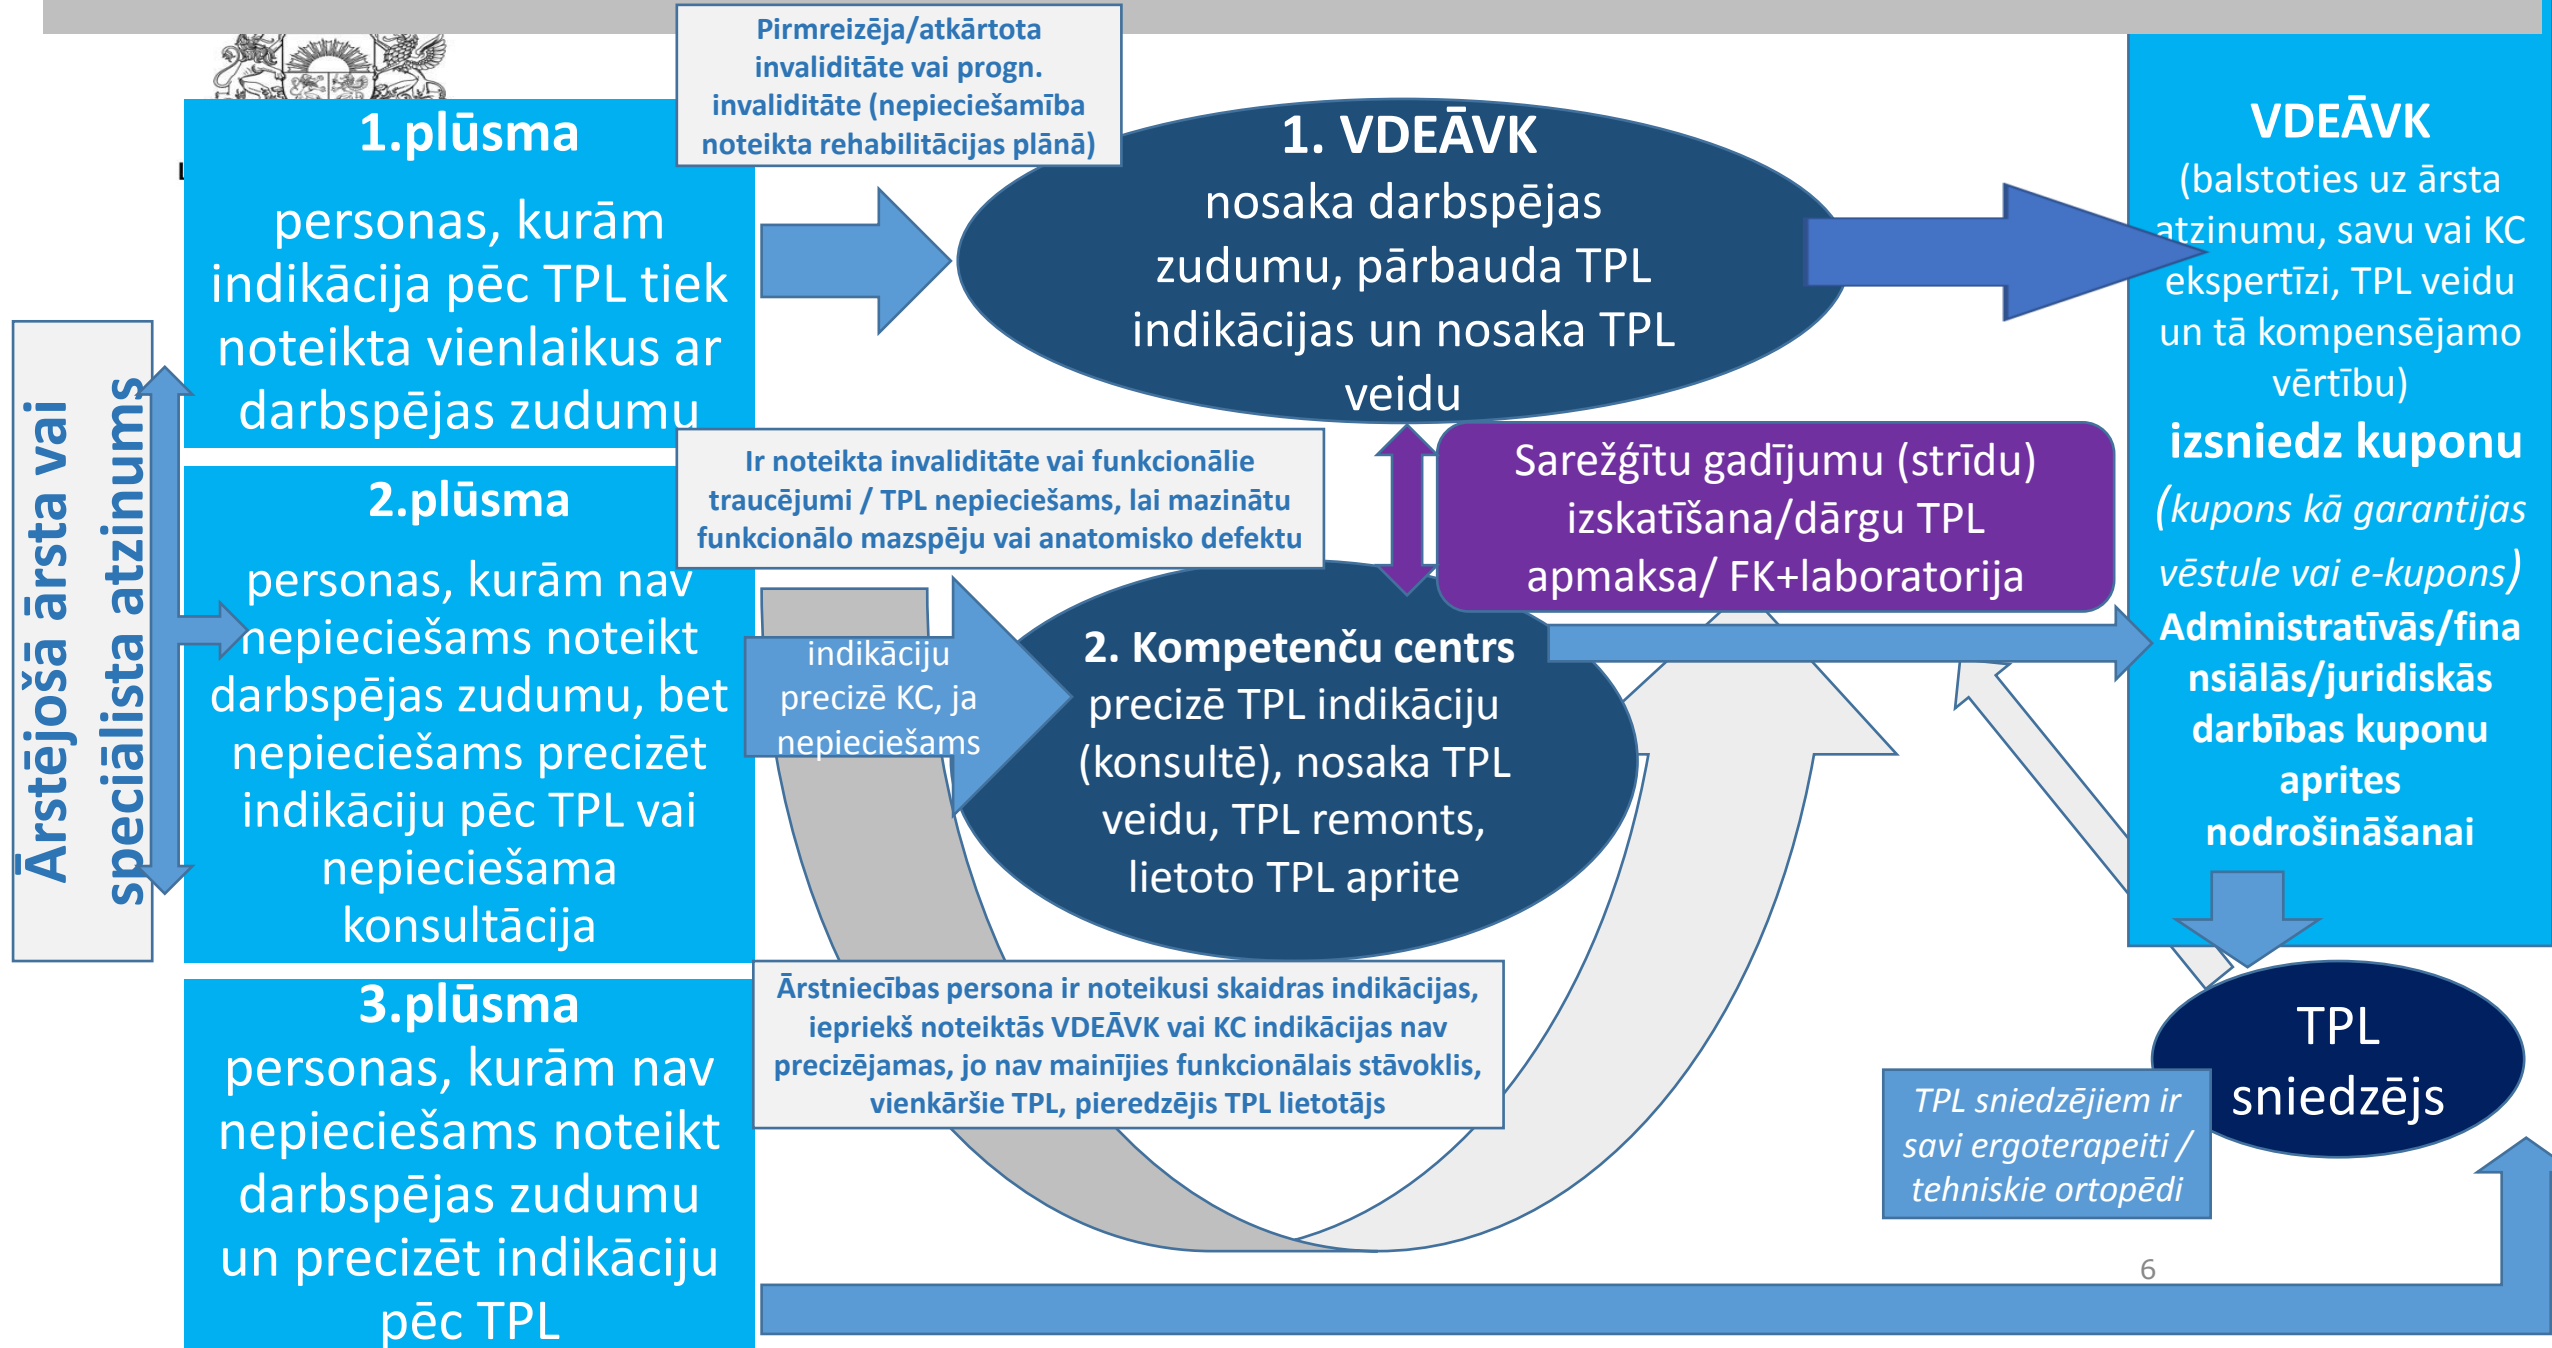 Pirmreizēja/atkārtota
invaliditāte vai progn.
invaliditāte (nepieciešamība
noteikta rehabilitācijas plānā)
Ārstējošā ārsta vai
speciālista atzinums
1.plūsma
personas, kurām
indikācija pēc TPL tiek
noteikta vienlaikus ar
darbspējas zudumu
1. VDEĀVK
nosaka darbspējas
zudumu, pārbauda TPL
indikācijas un nosaka TPL
veidu
Ir noteikta invaliditāte vai funkcionālie
traucējumi / TPL nepieciešams, lai mazinātu
funkcionālo mazspēju vai anatomisko defektu
Sarežģītu gadījumu (strīdu)
izskatīšana/dārgu TPL
apmaksa/ FK+laboratorija
2.plūsma
personas, kurām nav
nepieciešams noteikt
darbspējas zudumu, bet
nepieciešams precizēt
indikāciju pēc TPL vai
nepieciešama
konsultācija
indikāciju
precizē KC, ja
nepieciešams
2. Kompetenču centrs
precizē TPL indikāciju
(konsultē), nosaka TPL
veidu, TPL remonts,
lietoto TPL aprite
VDEĀVK
(balstoties uz ārsta
atzinumu, savu vai KC
ekspertīzi, TPL veidu
un tā kompensējamo
vērtību)
izsniedz kuponu
(kupons kā garantijas
vēstule vai e-kupons)
Administratīvās/fina
nsiālās/juridiskās
darbības kuponu
aprites
nodrošināšanai
3.plūsma
personas, kurām nav
nepieciešams noteikt
darbspējas zudumu
un precizēt indikāciju
pēc TPL
Ārstniecības persona ir noteikusi skaidras indikācijas,
iepriekš noteiktās VDEĀVK vai KC indikācijas nav
precizējamas, jo nav mainījies funkcionālais stāvoklis,
vienkāršie TPL, pieredzējis TPL lietotājs
TPL
sniedzējs
TPL sniedzējiem ir
savi ergoterapeiti /
tehniskie ortopēdi
6